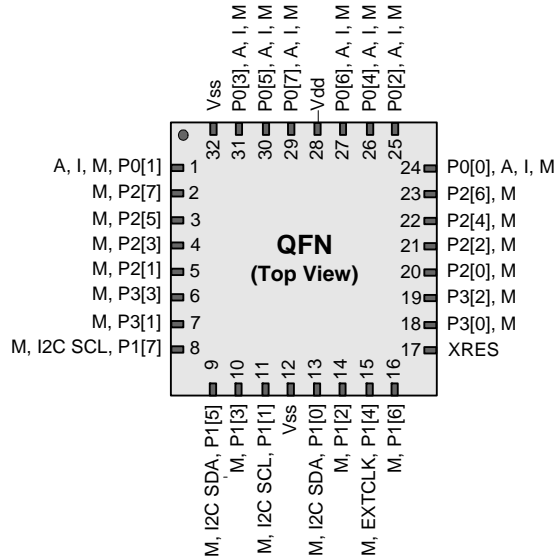 Vss
P0[3], A, I, M
P0[5], A, I, M
P0[7], A, I, M
Vdd
P0[6], A, I, M
P0[4], A, I, M
P0[2], A, I, M
32 31 30 29 28 27 26 25
A, I, M, P0[1] 1
M, P2[7] 2
M, P2[5] 3
M, P2[3] 4
M, P2[1] 5
M, P3[3] 6
M, P3[1] 7
M, I2C SCL, P1[7] 8
QFN
(Top View)
24 P0[0], A, I, M
23 P2[6], M
22 P2[4], M
21 P2[2], M
20 P2[0], M
19 P3[2], M
18 P3[0], M
17 XRES
9 10 11 12 13 14 15 16
M, I2C SDA, P1[5]
M, P1[3]
M, I2C SCL, P1[1]
Vss
M, I2C SDA, P1[0]
M, P1[2]
M, EXTCLK, P1[4]
M, P1[6]